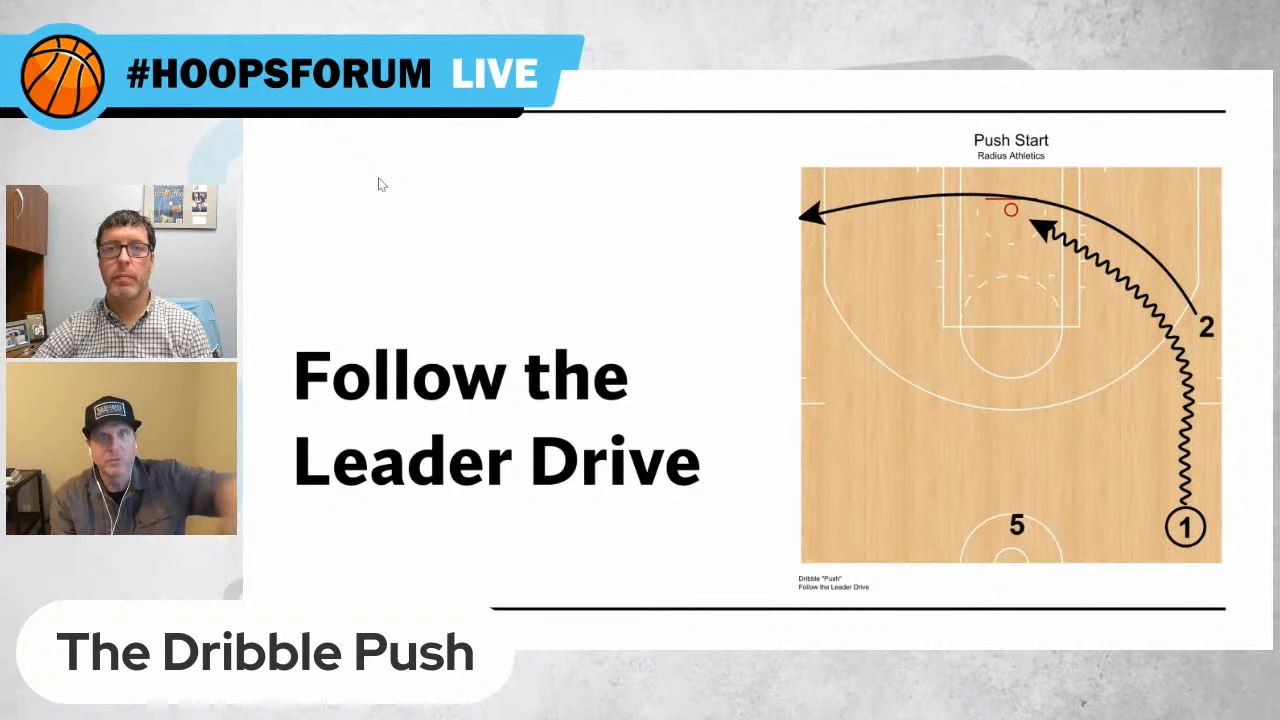 #HOOPSFORUM LIVE
Push Start
Radius Athletics
Follow the
Leader Drive
2
5
1
Dribble "Push"
Follow the Leader Drive
The Dribble Push